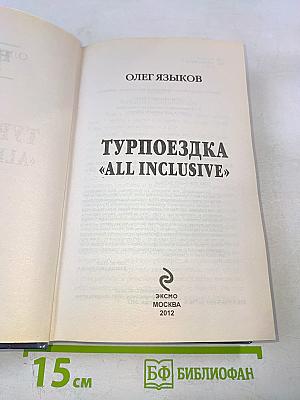 ОЛЕГ ЯЗЫКОВ
ТУРПОЕЗДКА
«ALL INCLUSIVE»
ЭКСМО
МОСКВА
2012
15 см
БФ БИБЛИОФАН